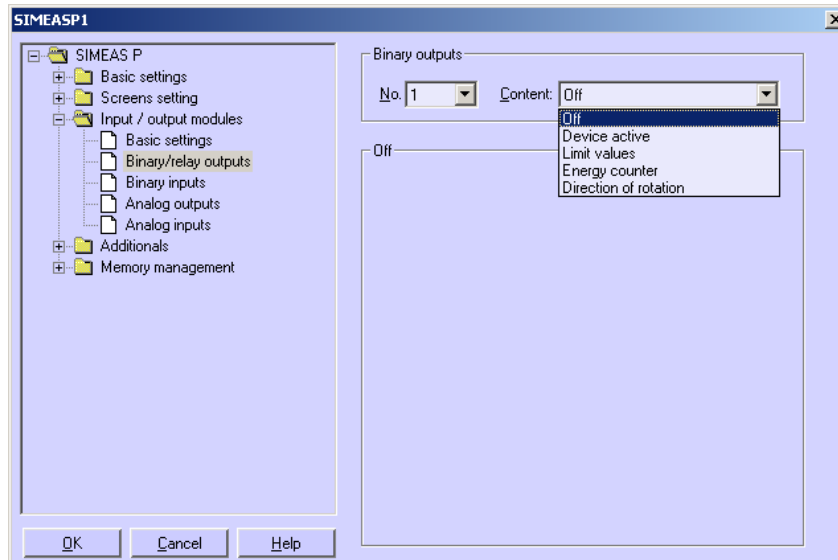 SIMEASP1
SIMEAS P
Basic settings
Screens setting
Input / output modules
Basic settings
Binary/relay outputs
Binary inputs
Analog outputs
Analog inputs
Additionals
Memory management
OK Cancel Help
Binary outputs
No. 1 Content: Off
Off
Device active
Limit values
Energy counter
Direction of rotation
Off